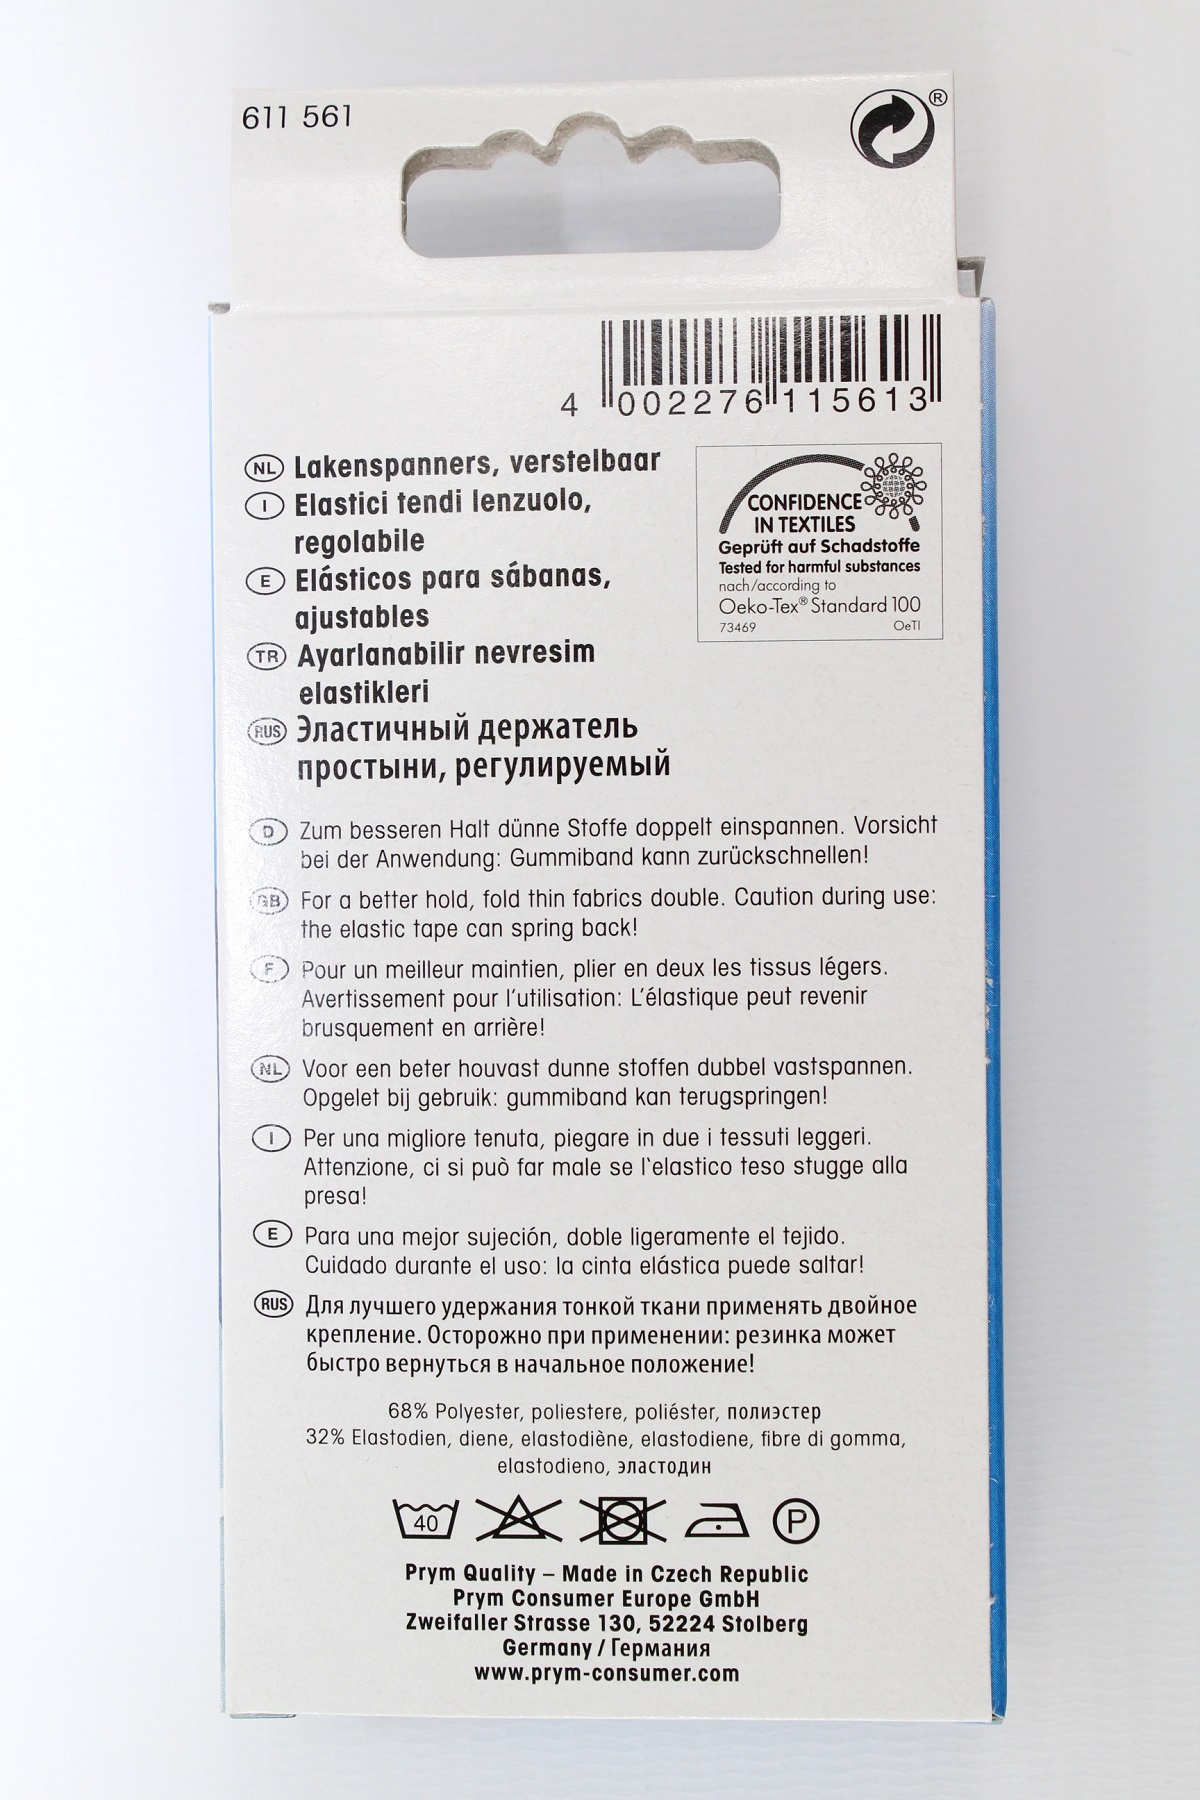 611 561
®
4 002276 115613
NL Lakenspanners, verstelbaar
I Elastici tendi lenzuolo,
regolabile
E Elásticos para sábanas,
ajustables
TR Ayarlanabilir nevresim
elastikleri
RUS Эластичный держатель
простыни, регулируемый
CONFIDENCE
IN TEXTILES
Geprüft auf Schadstoffe
Tested for harmful substances
nach/according to
Oeko-Tex® Standard 100
73469 OeTI
D Zum besseren Halt dünne Stoffe doppelt einspannen. Vorsicht
bei der Anwendung: Gummiband kann zurückschnellen!
GB For a better hold, fold thin fabrics double. Caution during use:
the elastic tape can spring back!
F Pour un meilleur maintien, plier en deux les tissus légers.
Avertissement pour l'utilisation: L'élastique peut revenir
brusquement en arrière!
NL Voor een beter houvast dunne stoffen dubbel vastspannen.
Opgelet bij gebruik: gummiband kan terugspringen!
I Per una migliore tenuta, piegare in due i tessuti leggeri.
Attenzione, ci si può far male se l‛elastico teso stugge alla
presa!
E Para una mejor sujeción, doble ligeramente el tejido.
Cuidado durante el uso: la cinta elástica puede saltar!
RUS Для лучшего удержания тонкой ткани применять двойное
крепление. Осторожно при применении: резинка может
быстро вернуться в начальное положение!
68% Polyester, poliestere, poliéster, полиэстер
32% Elastodien, diene, elastodiène, elastodiene, fibre di gomma,
elastodieno, эластодин
40 P
Prym Quality – Made in Czech Republic
Prym Consumer Europe GmbH
Zweifaller Strasse 130, 52224 Stolberg
Germany / Германия
www.prym-consumer.com